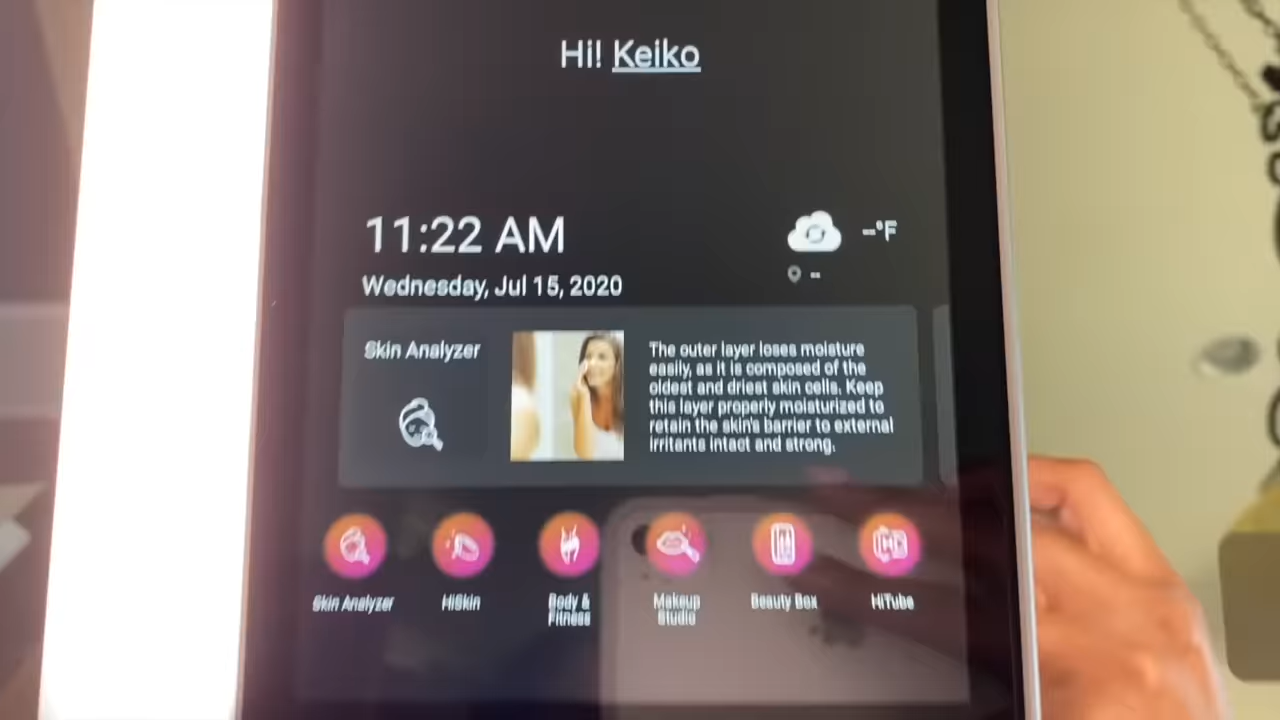 Hi! Keiko
11:22 AM
--°F
Wednesday, Jul 15, 2020
--
Skin Analyzer
The outer layer loses moisture
easily, as it is composed of the
oldest and driest skin cells. Keep
this layer properly moisturized to
retain the skin's barrier to external
irritants intact and strong.
Skin Analyzer
HiSkin
Body &
Fitness
Makeup
Studio
Beauty Box
HiTube